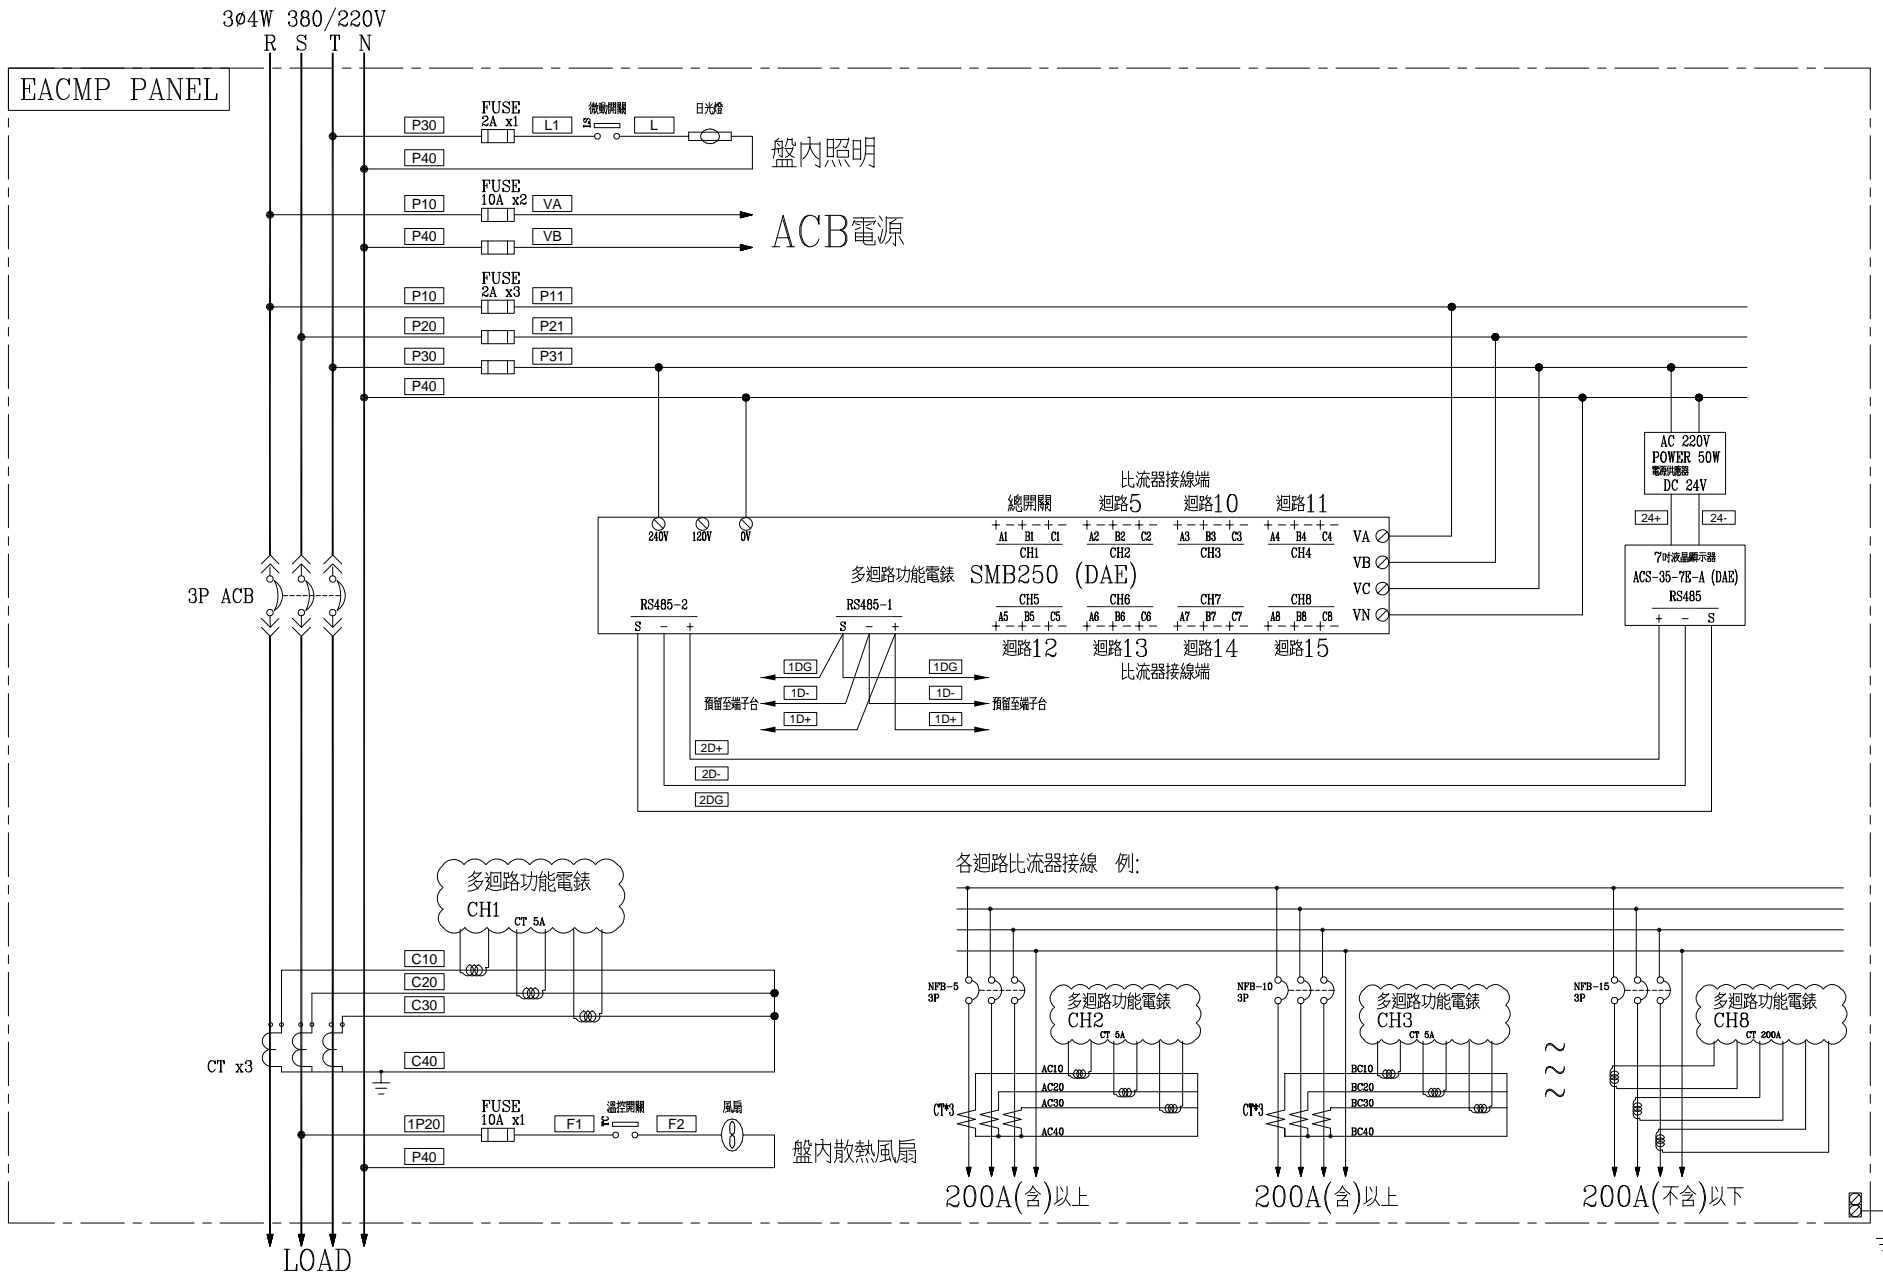 3ø4W 380/220V
R S T N
EACMP PANEL
FUSE
2A x1
微動開關
日光燈
P30
L1
LS
L
P40
盤內照明
FUSE
10A x2
P10
VA
P40
VB
ACB電源
FUSE
2A x3
P10
P11
P20
P21
P30
P31
P40
AC 220V
POWER 50W
電源供應器
DC 24V
24+
24-
7吋液晶顯示器
ACS-35-7E-A (DAE)
RS485
+ − S
比流器接線端
總開關 迴路5 迴路10 迴路11
240V 120V 0V
+ - + - + - + - + - + - + - + - + - + - + - + -
A1 B1 C1 A2 B2 C2 A3 B3 C3 A4 B4 C4
CH1 CH2 CH3 CH4
VA
VB
VC
VN
多迴路功能電錶 SMB250 (DAE)
CH5 CH6 CH7 CH8
A5 B5 C5 A6 B6 C6 A7 B7 C7 A8 B8 C8
+ - + - + - + - + - + - + - + - + - + - + - + -
迴路12 迴路13 迴路14 迴路15
比流器接線端
RS485-2
S − +
RS485-1
S − +
1DG 1DG
1D- 1D-
預留至端子台 預留至端子台
1D+ 1D+
2D+
2D-
2DG
3P ACB
多迴路功能電錶
CH1
CT 5A
C10
C20
C30
C40
CT x3
FUSE
10A x1
溫控開關
風扇
1P20
F1
TC
F2
P40
盤內散熱風扇
LOAD
各迴路比流器接線 例:
NFB-5
3P
多迴路功能電錶
CH2
CT 5A
AC10
AC20
AC30
AC40
CT*3
200A(含)以上
NFB-10
3P
多迴路功能電錶
CH3
CT 5A
BC10
BC20
BC30
BC40
CT*3
200A(含)以上
~
~
~
NFB-15
3P
多迴路功能電錶
CH8
CT 200A
200A(不含)以下